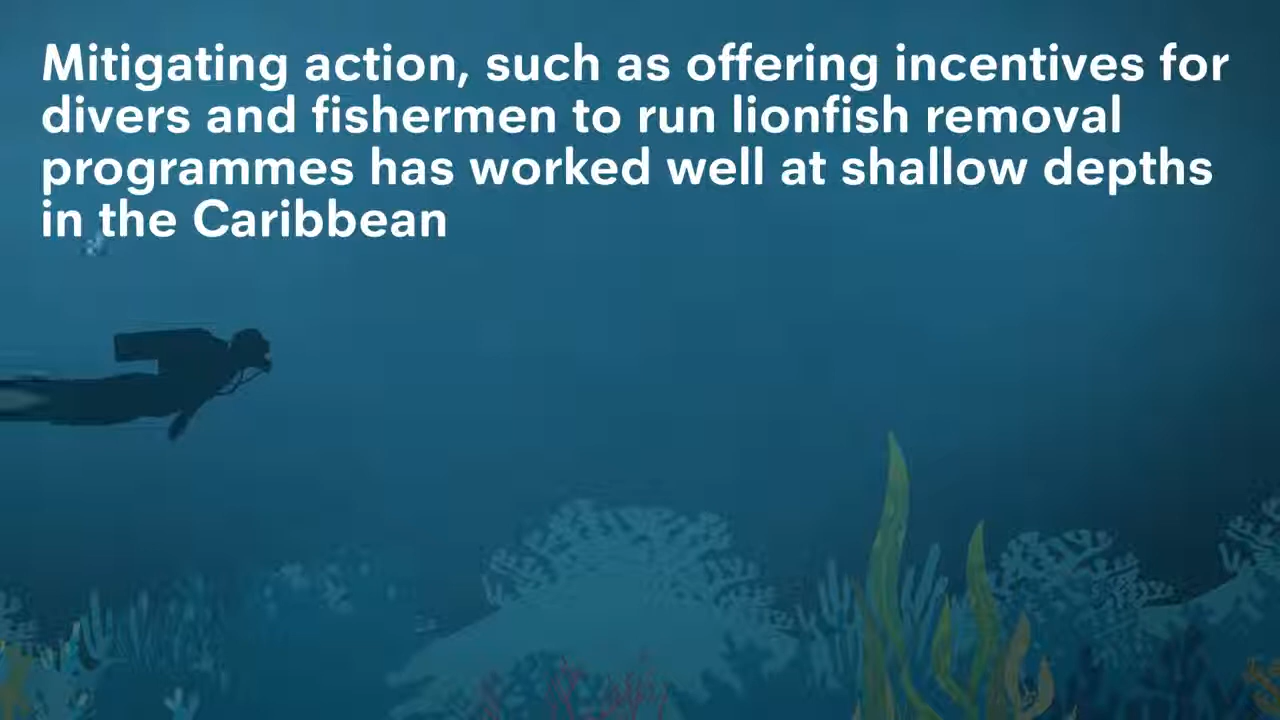 Mitigating action, such as offering incentives for
divers and fishermen to run lionfish removal
programmes has worked well at shallow depths
in the Caribbean